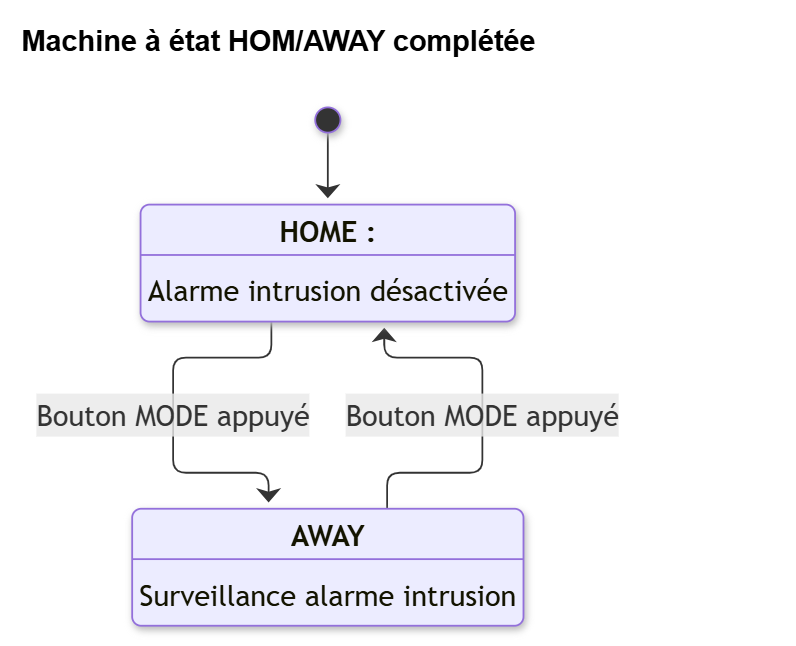 Machine à état HOM/AWAY complétée
HOME :
Alarme intrusion désactivée
Bouton MODE appuyé
Bouton MODE appuyé
AWAY
Surveillance alarme intrusion